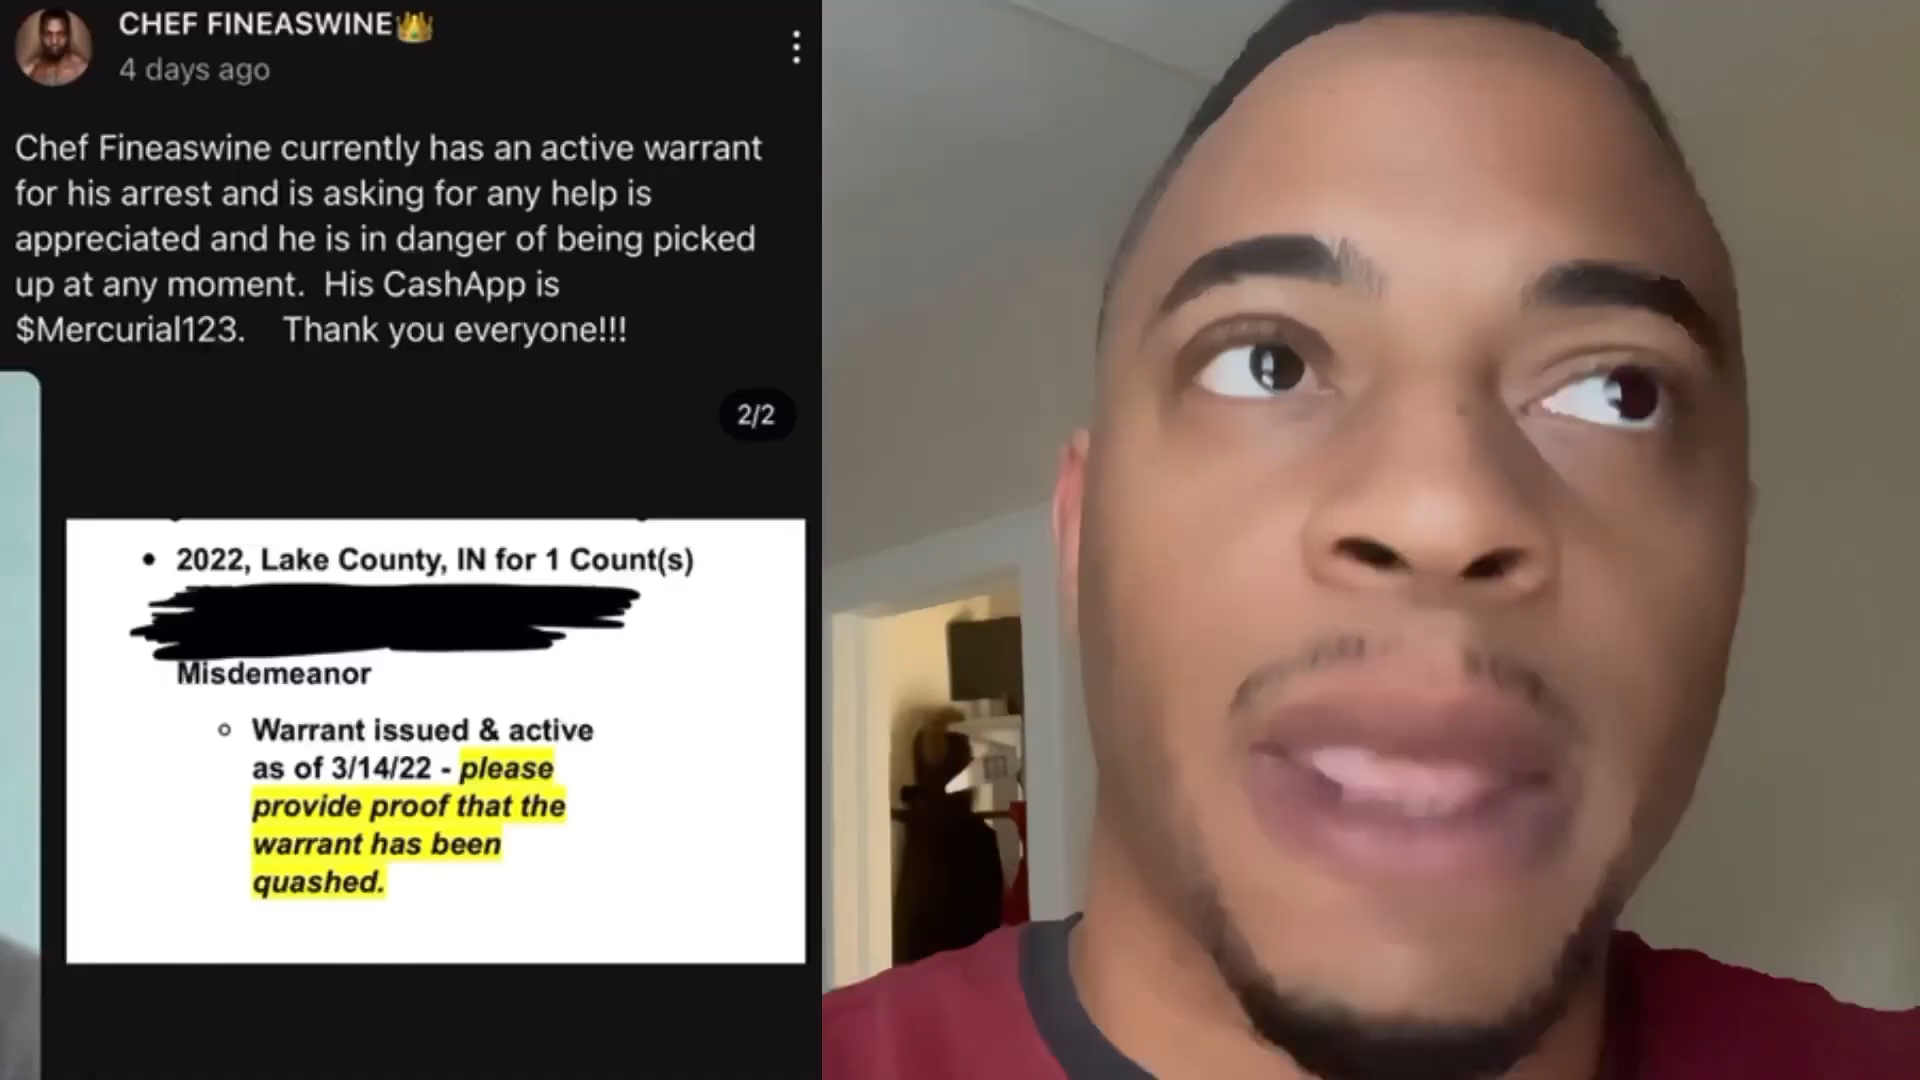 CHEF FINEASWINE👑
4 days ago
Chef Fineaswine currently has an active warrant
for his arrest and is asking for any help is
appreciated and he is in danger of being picked
up at any moment.  His CashApp is
$Mercurial123.    Thank you everyone!!!
2/2
• 2022, Lake County, IN for 1 Count(s)
Misdemeanor
○ Warrant issued & active
as of 3/14/22 - please
provide proof that the
warrant has been
quashed.